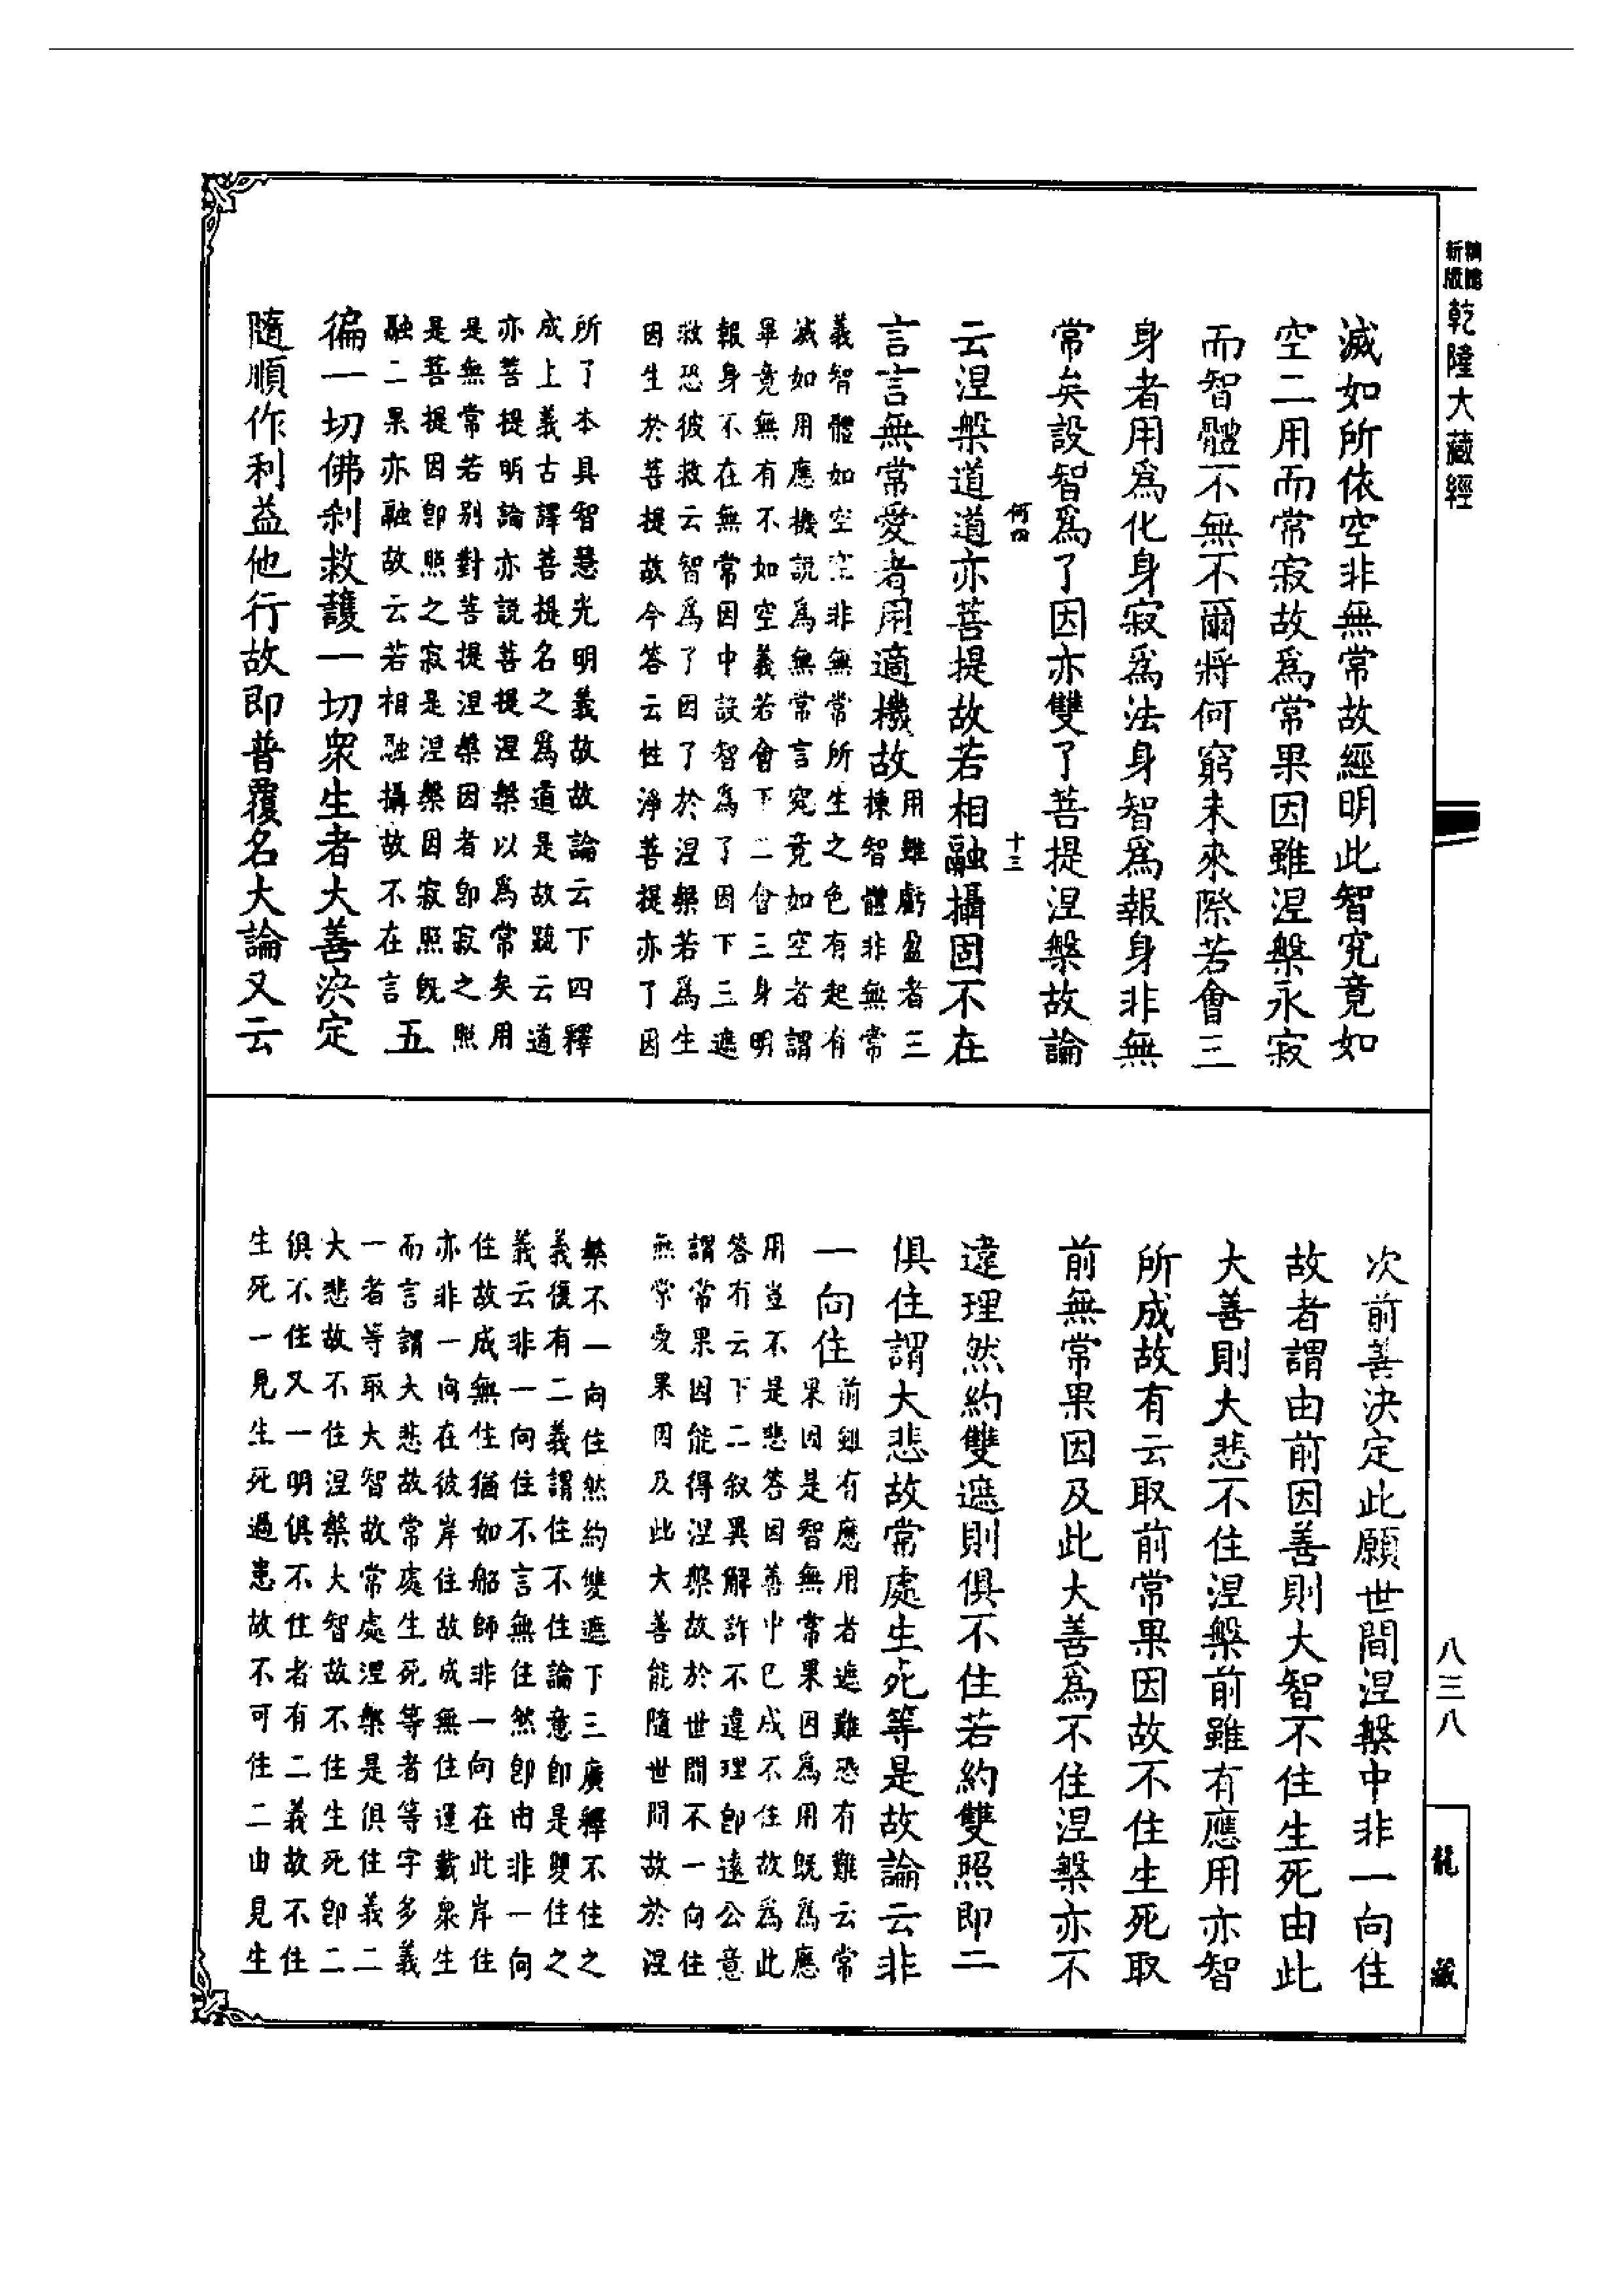 乾隆大藏經
滅如所依空非無常故經明此智究竟如
空二用而常寂故爲常果因雖涅槃永寂
而智體不無不爾將何窮未來際若會三
身者用爲化身寂爲法身智爲報身非無
常矣設智爲了因亦雙了菩提涅槃故論
何四
十三
云涅槃道道亦菩提故若相融攝固不在
言言無常愛者用適機故
用雖虧盈者三
揀智體非無常
義智體如空空非無常所生之色有起有
滅如用應機説爲無常言究竟如空者謂
畢竟無有不如空義若會下二會三身明
報身不在無常因中設智爲了因下三遮
救恐彼救云智爲了因了於涅槃若爲生
因生於菩提故今答云性淨菩提亦了因
所了本具智慧光明義故故論云下四釋
成上義古譯菩提名之爲道是故疏云道
亦菩提明論亦説菩提涅槃以爲常矣用
是無常若別對菩提涅槃因者卽寂之照
是菩提因卽照之寂是涅槃因寂照旣
融二果亦融故云若相融攝故不在言
五
徧一切佛刹救護一切衆生者大善決定
隨順作利益他行故即普覆名大論又云
次前善決定此願世間涅槃中非一向住
故者謂由前因善則大智不住生死由此
大善則大悲不住涅槃前雖有應用亦智
所成故有云取前常果因故不住生死取
前無常果因及此大善爲不住涅槃亦不
違理然約雙遮則俱不住若約雙照即二
俱住謂大悲故常處生死等是故論云非
一向住
前雖有應用者遮難恐有難云常
果因是智無常果因爲用旣爲應
用豈不是悲答因善中已成不住故爲此
答有云下二叙異解許不違理卽遠公意
謂常果因能得涅槃故於世間不一向住
無常愛果因及此大善能隨世間故於涅
槃不一向住然約雙遮下三廣釋不住之
義復有二義謂住不住論意卽是雙住之
義云非一向住不言無住然卽由非一向
住故成無住猶如船師非一向在此岸住
亦非一向在彼岸住故成無住運載衆生
而言謂大悲故常處生死等者等字多義
一者等取大智故常處涅槃是俱住義二
大悲故不住涅槃大智故不住生死卽二
俱不住又一明俱不住者有二義故不住
生死一見生死過患故不可住二由見生
八三八
龍藏